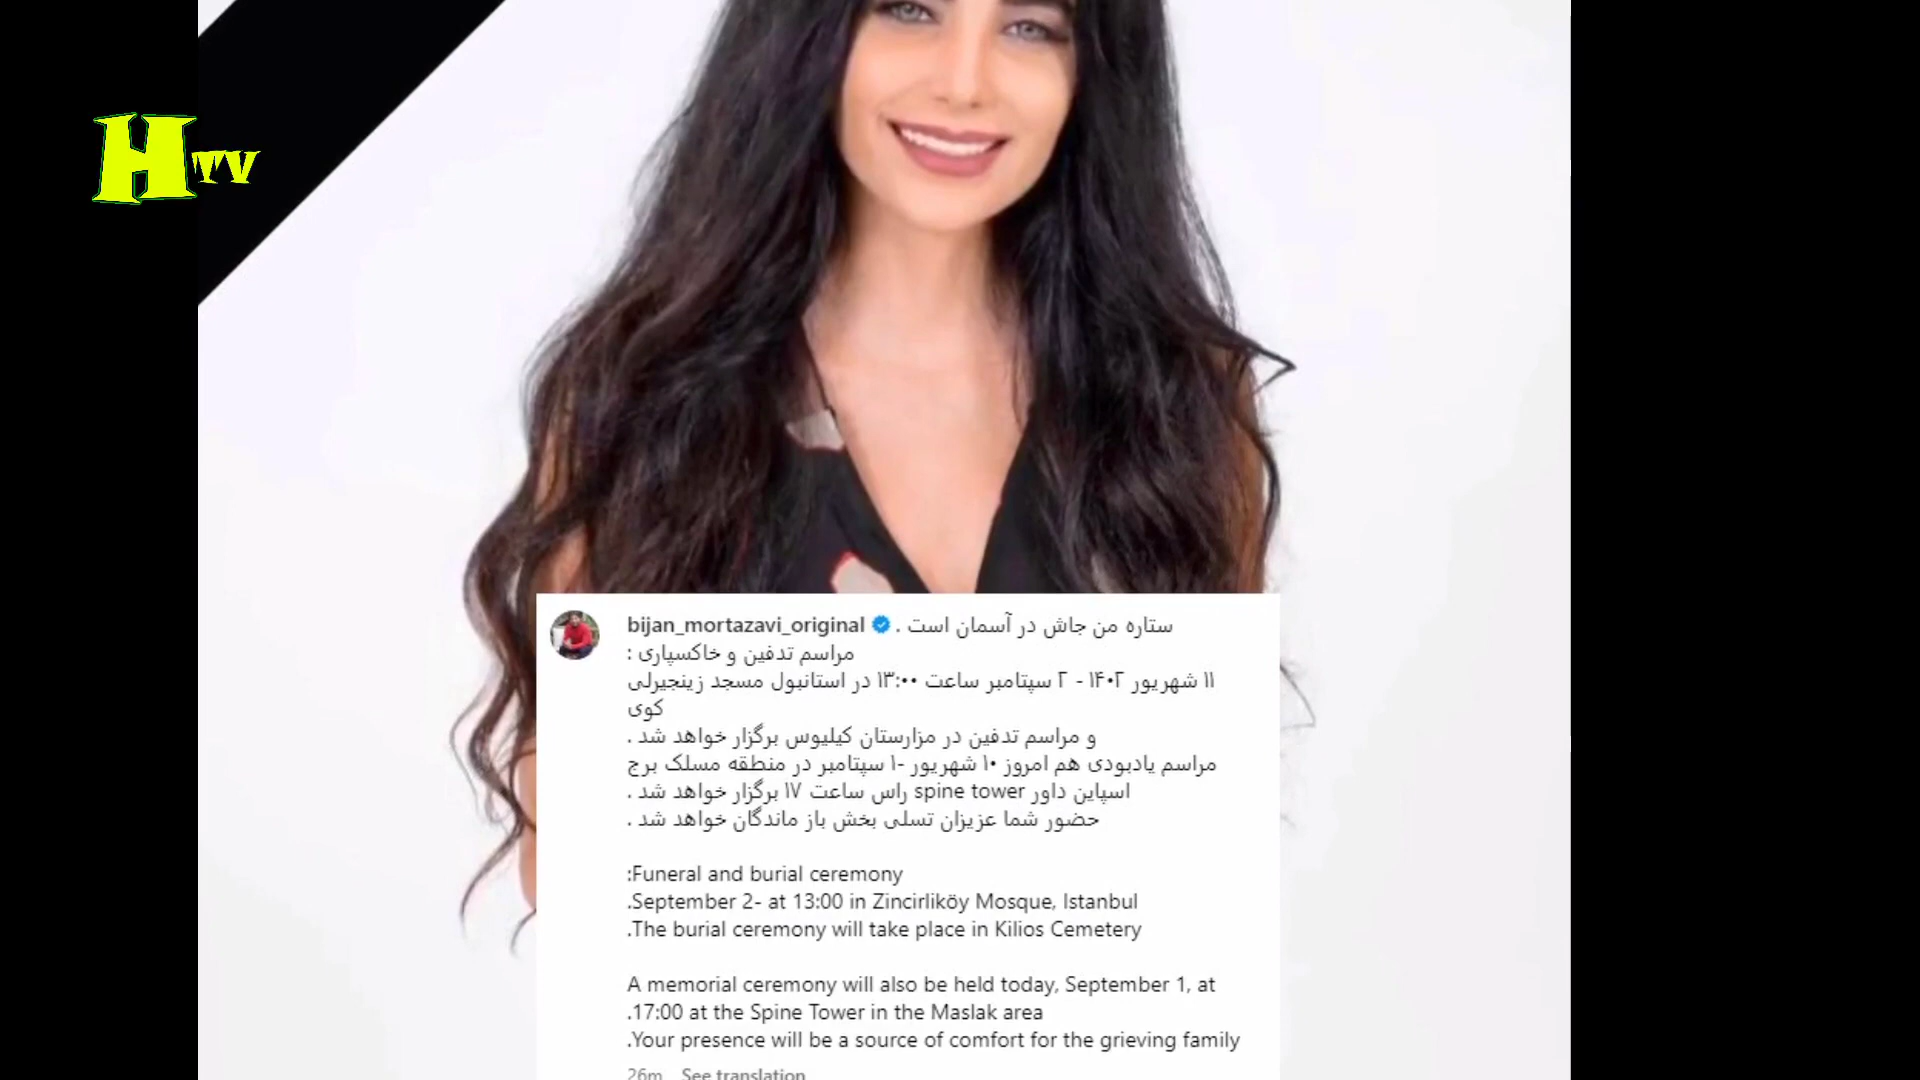 HTV
bijan_mortazavi_original ستاره من جاش در آسمان است .
مراسم تدفین و خاکسپاری :
۱۱ شهریور ۱۴۰۲ - ۲ سپتامبر ساعت ۱۳:۰۰ در استانبول مسجد زینجیرلی
کوی
و مراسم تدفین در مزارستان کیلیوس برگزار خواهد شد .
مراسم یادبودی هم امروز ۱۰ شهریور -۱ سپتامبر در منطقه مسلک برج
اسپاین داور spine tower راس ساعت ۱۷ برگزار خواهد شد .
حضور شما عزیزان تسلی بخش باز ماندگان خواهد شد .
:Funeral and burial ceremony
.September 2- at 13:00 in Zincirliköy Mosque, Istanbul
.The burial ceremony will take place in Kilios Cemetery
A memorial ceremony will also be held today, September 1, at
.17:00 at the Spine Tower in the Maslak area
.Your presence will be a source of comfort for the grieving family
26m See translation